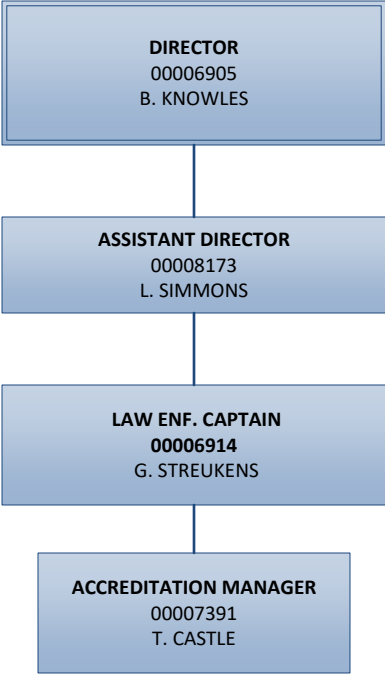 DIRECTOR
00006905
B. KNOWLES
ASSISTANT DIRECTOR
00008173
L. SIMMONS
LAW ENF. CAPTAIN
00006914
G. STREUKENS
ACCREDITATION MANAGER
00007391
T. CASTLE